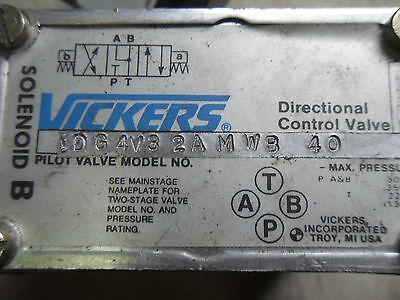 A B
b a
P T
SOLENOID B
VICKERS®
Directional
Control Valve
DG4V3 2A M WB 40
PILOT VALVE MODEL NO.
SEE MAINSTAGE
NAMEPLATE FOR
TWO-STAGE VALVE
MODEL NO. AND
PRESSURE
RATING.
T
A B
P
- MAX. PRESSU
P A&B
VICKERS,
INCORPORATED
TROY, MI USA